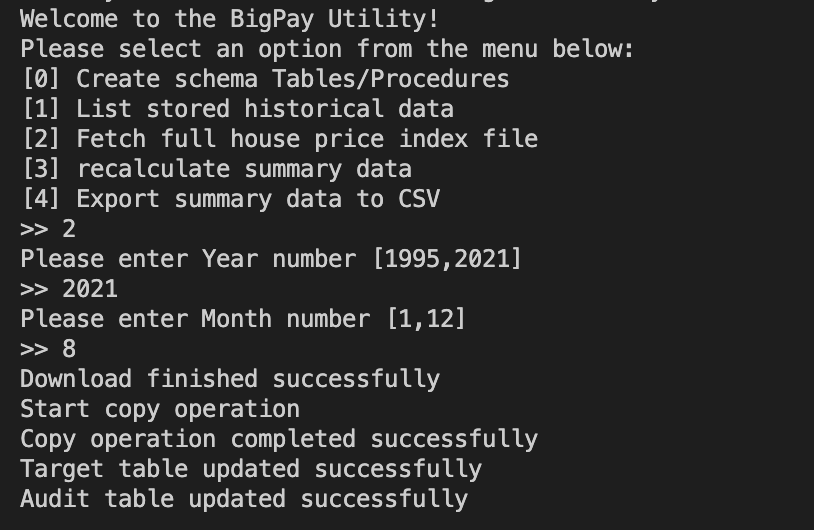 Welcome to the BigPay Utility!
Please select an option from the menu below:
[0] Create schema Tables/Procedures
[1] List stored historical data
[2] Fetch full house price index file
[3] recalculate summary data
[4] Export summary data to CSV
>> 2
Please enter Year number [1995,2021]
>> 2021
Please enter Month number [1,12]
>> 8
Download finished successfully
Start copy operation
Copy operation completed successfully
Target table updated successfully
Audit table updated successfully